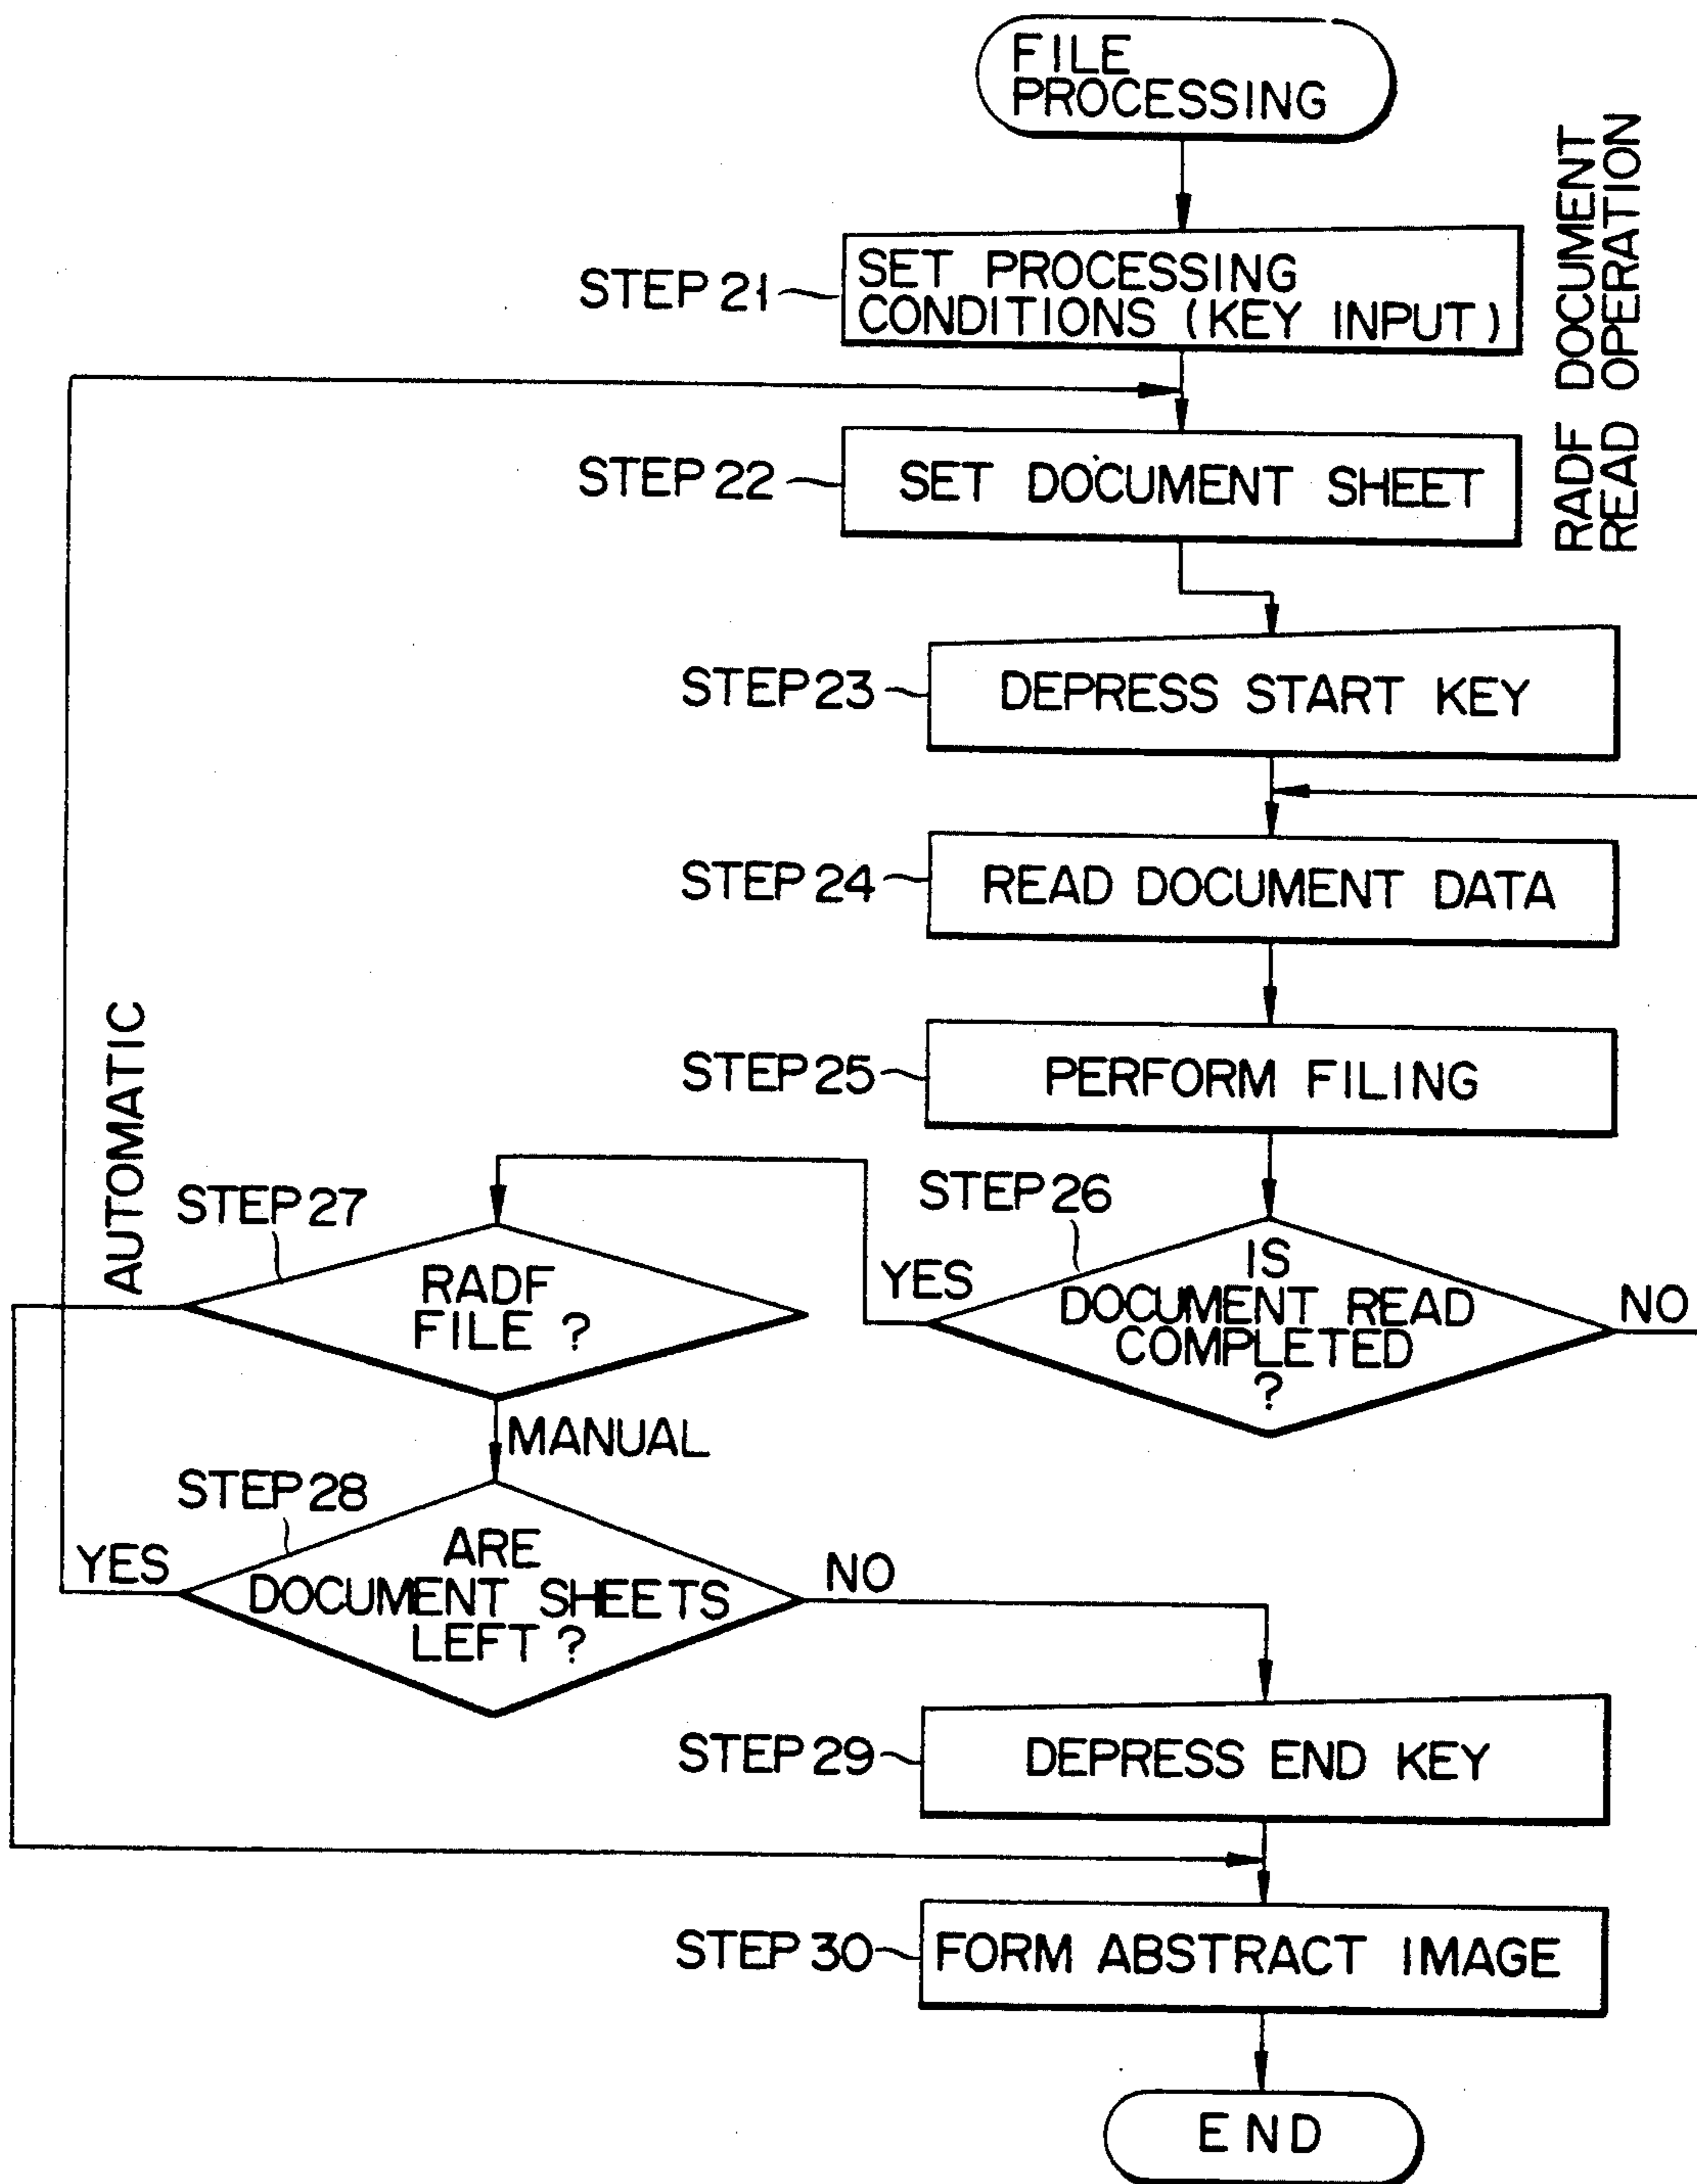 FILE
PROCESSING
RADF DOCUMENT
READ OPERATION
STEP 21
SET PROCESSING
CONDITIONS (KEY INPUT)
STEP 22
SET DOCUMENT SHEET
STEP 23
DEPRESS START KEY
STEP 24
READ DOCUMENT DATA
STEP 25
PERFORM FILING
STEP 26
IS
DOCUMENT READ
COMPLETED
?
YES
NO
STEP 27
RADF
FILE ?
AUTOMATIC
MANUAL
STEP 28
ARE
DOCUMENT SHEETS
LEFT ?
YES
NO
STEP 29
DEPRESS END KEY
STEP 30
FORM ABSTRACT IMAGE
END